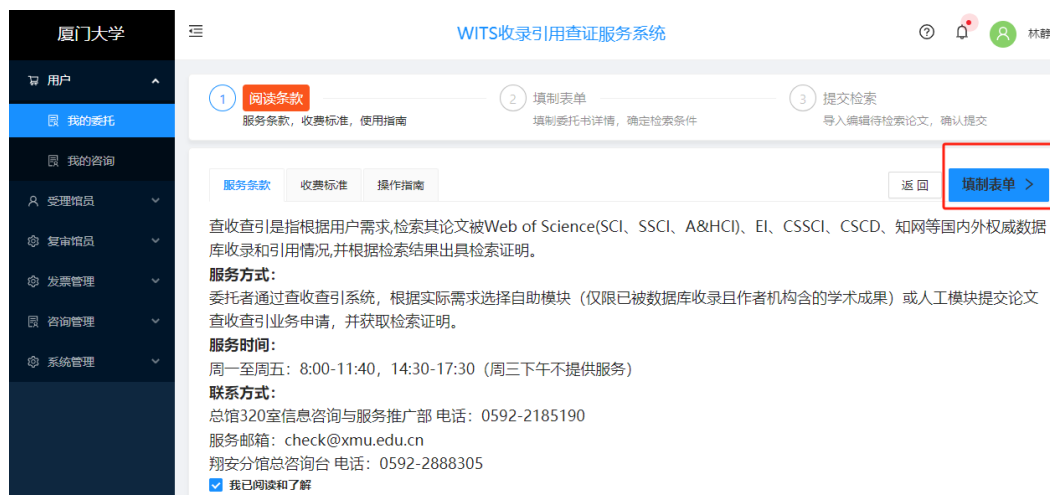 厦门大学
WITS收录引用查证服务系统
林静
用户
我的委托
我的咨询
受理馆员
复审馆员
发票管理
咨询管理
系统管理
1 阅读条款
服务条款，收费标准，使用指南
2 填制表单
填制委托书详情，确定检索条件
3 提交检索
导入编辑待检索论文，确认提交
服务条款 收费标准 操作指南
返 回 填制表单 >
查收查引是指根据用户需求,检索其论文被Web of Science(SCI、SSCI、A&HCI)、EI、CSSCI、CSCD、知网等国内外权威数据
库收录和引用情况,并根据检索结果出具检索证明。
服务方式：
委托者通过查收查引系统，根据实际需求选择自助模块（仅限已被数据库收录且作者机构含的学术成果）或人工模块提交论文
查收查引业务申请，并获取检索证明。
服务时间：
周一至周五：8:00-11:40，14:30-17:30（周三下午不提供服务）
联系方式：
总馆320室信息咨询与服务推广部 电话：0592-2185190
服务邮箱：check@xmu.edu.cn
翔安分馆总咨询台 电话：0592-2888305
我已阅读和了解